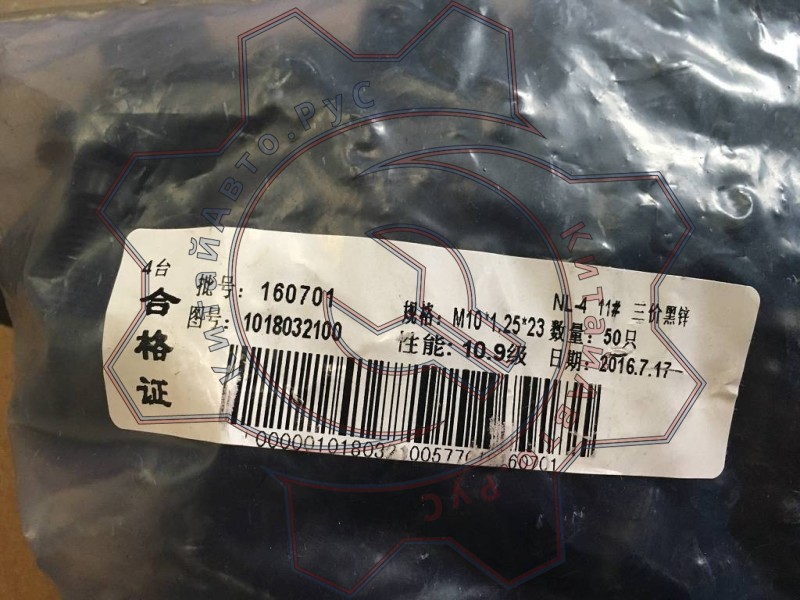 4台
合格证
批号: 160701
图号: 1018032100
NL-4 11# 三价黑锌
规格: M10*1.25*23 数量: 50只
性能: 10.9级 日期: 2016.7.17
КитайАвто.Рус
КитайАвто.Рус